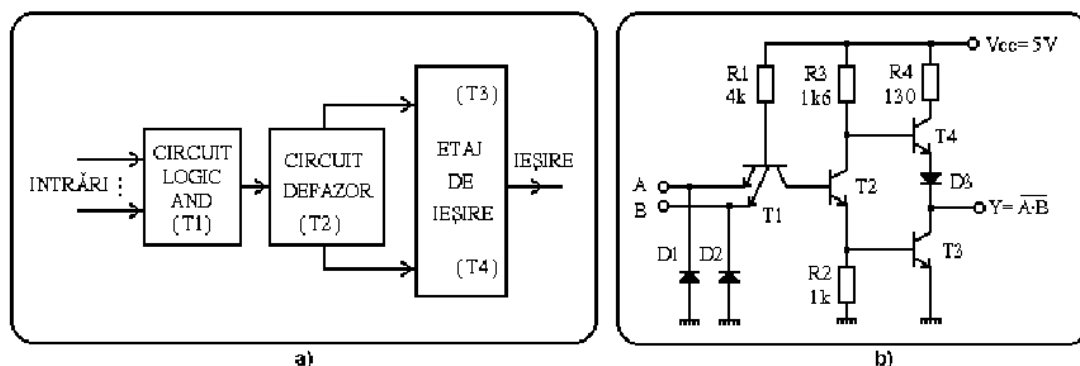 INTRĂRI
CIRCUIT
LOGIC
AND
(T1)
CIRCUIT
DEFAZOR
(T2)
(T3)
ETAJ
DE
IEȘIRE
(T4)
IEȘIRE
a)
Vcc= 5V
R1
4k
R3
1k6
R4
130
T4
A
B
T1
T2
D3
Y= A·B
D1
D2
R2
1k
T3
b)